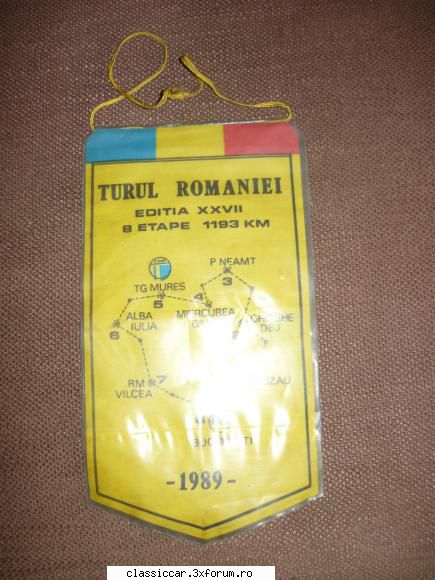 TURUL ROMANIEI
EDITIA XXVII
8 ETAPE 1193 KM
P NEAMT
3
TG MURES
5
4
ALBA
IULIA
MIERCUREA
DEJ
6
RM
VILCEA
7
-1989-
classiccar.3xforum.ro